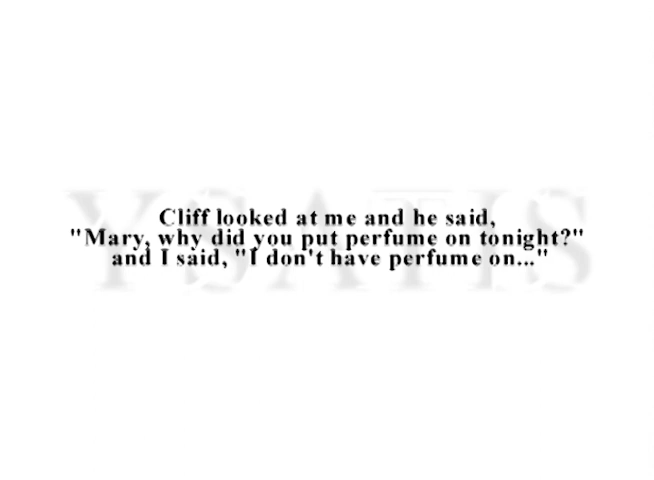 YSATIS
Cliff looked at me and he said,
"Mary, why did you put perfume on tonight?"
and I said, "I don't have perfume on..."